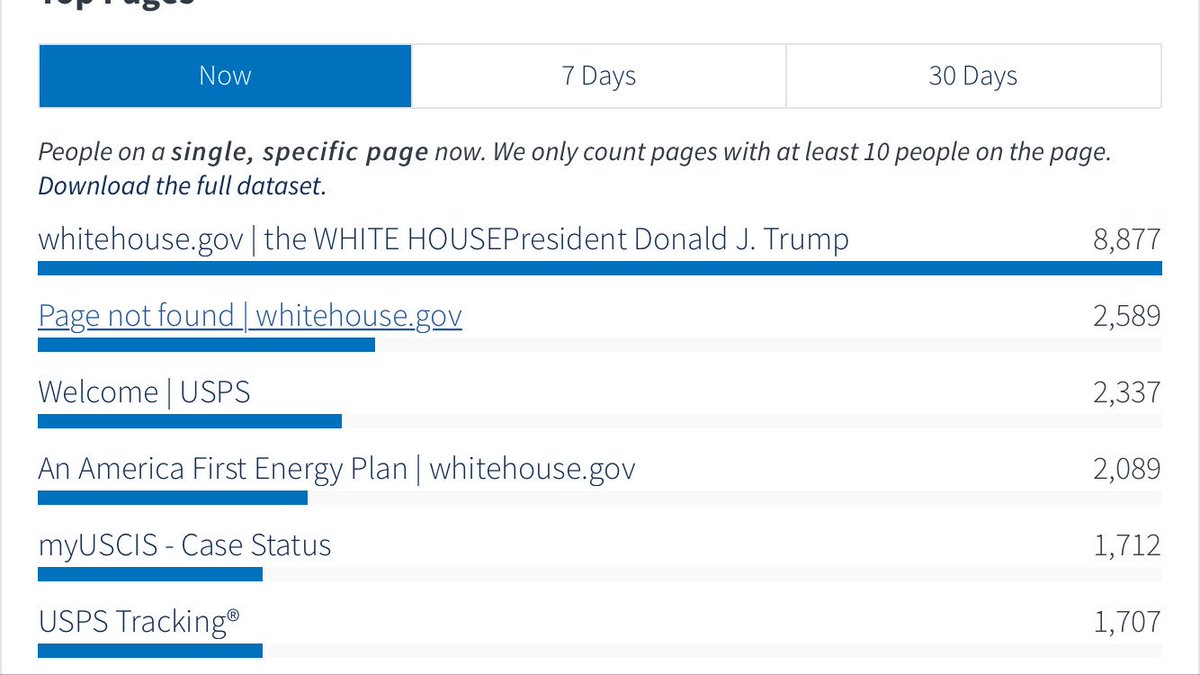 Top Pages
Now
7 Days
30 Days
People on a single, specific page now. We only count pages with at least 10 people on the page.
Download the full dataset.
whitehouse.gov | the WHITE HOUSEPresident Donald J. Trump 8,877
Page not found | whitehouse.gov 2,589
Welcome | USPS 2,337
An America First Energy Plan | whitehouse.gov 2,089
myUSCIS - Case Status 1,712
USPS Tracking® 1,707